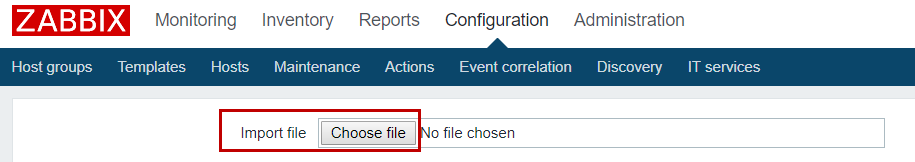 ZABBIX Monitoring Inventory Reports Configuration Administration
Host groups Templates Hosts Maintenance Actions Event correlation Discovery IT services
Import file Choose file No file chosen